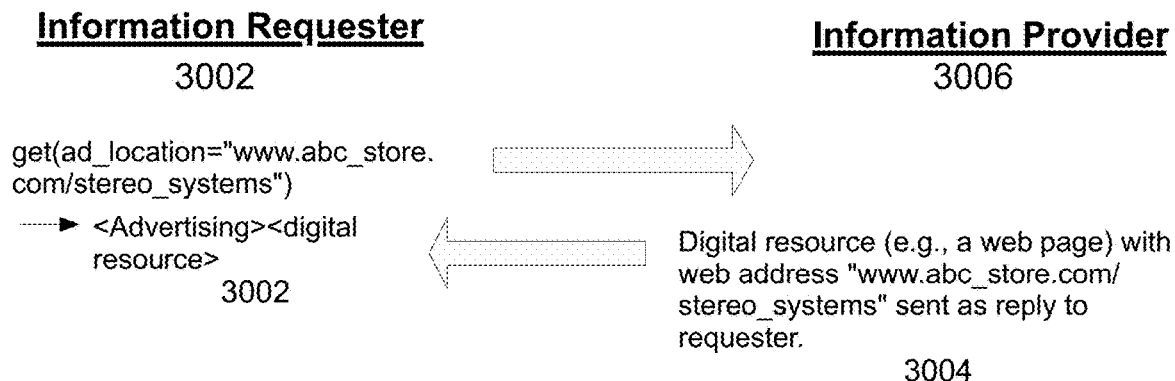 Information Requester
3002
Information Provider
3006
get(ad_location="www.abc_store.
com/stereo_systems")
<Advertising><digital
resource>
3002
Digital resource (e.g., a web page) with
web address "www.abc_store.com/
stereo_systems" sent as reply to
requester.
3004